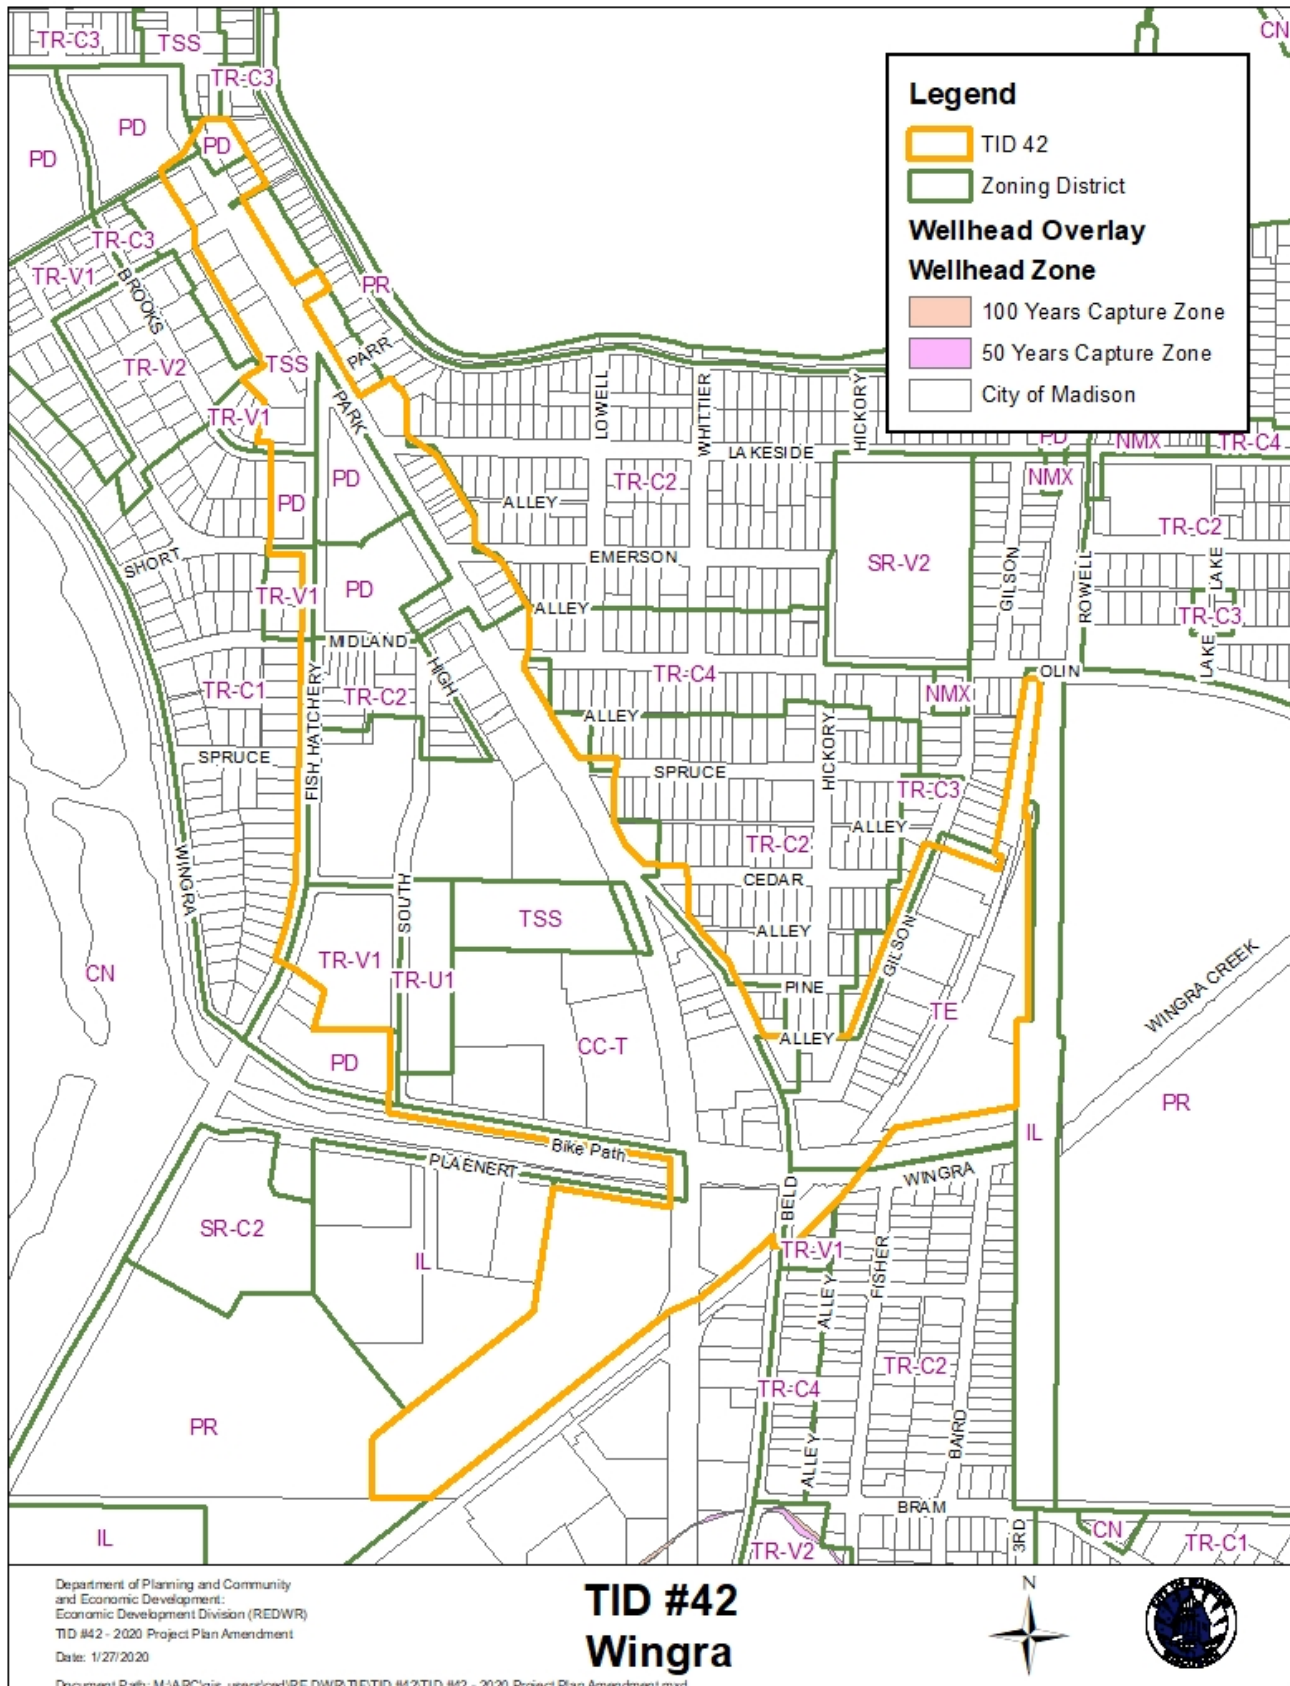 TR-C3
TSS
CN
TR-C3
PD
PD
PD
Legend
TID 42
Zoning District
Wellhead Overlay
Wellhead Zone
100 Years Capture Zone
50 Years Capture Zone
City of Madison
TR-C3
TR-V1
BROOKS
PR
TR-V2
TSS
PARR
PARK
TR-V1
LOWELL
WHITTIER
HICKORY
LAKESIDE
PD
NMX
TR-C4
PD
PD
TR-C2
NMX
ALLEY
TR-C2
SHORT
EMERSON
SR-V2
GILSON
ROWELL
LAKE
TR-V1
PD
ALLEY
TR-C3
MIDLAND
LAKE
TR-C1
FISH HATCHERY
TR-C2
HIGH
TR-C4
NMX
OLIN
ALLEY
HICKORY
SPRUCE
SPRUCE
TR-C3
ALLEY
TR-C2
WINGRA
SOUTH
CEDAR
TSS
ALLEY
GILSON
CN
TR-V1
TR-U1
PINE
TE
WINGRA CREEK
CC-T
ALLEY
PD
PR
IL
Bike Path
PLAENERT
WINGRA
SR-C2
BELD
IL
TR-V1
FISHER
ALLEY
TR-C2
TR-C4
PR
BAIRD
ALLEY
BRAM
IL
TR-V2
3RD
CN
TR-C1
Department of Planning and Community
and Economic Development:
Economic Development Division (REDWR)
TID #42 - 2020 Project Plan Amendment
Date: 1/27/2020
TID #42
Wingra
N